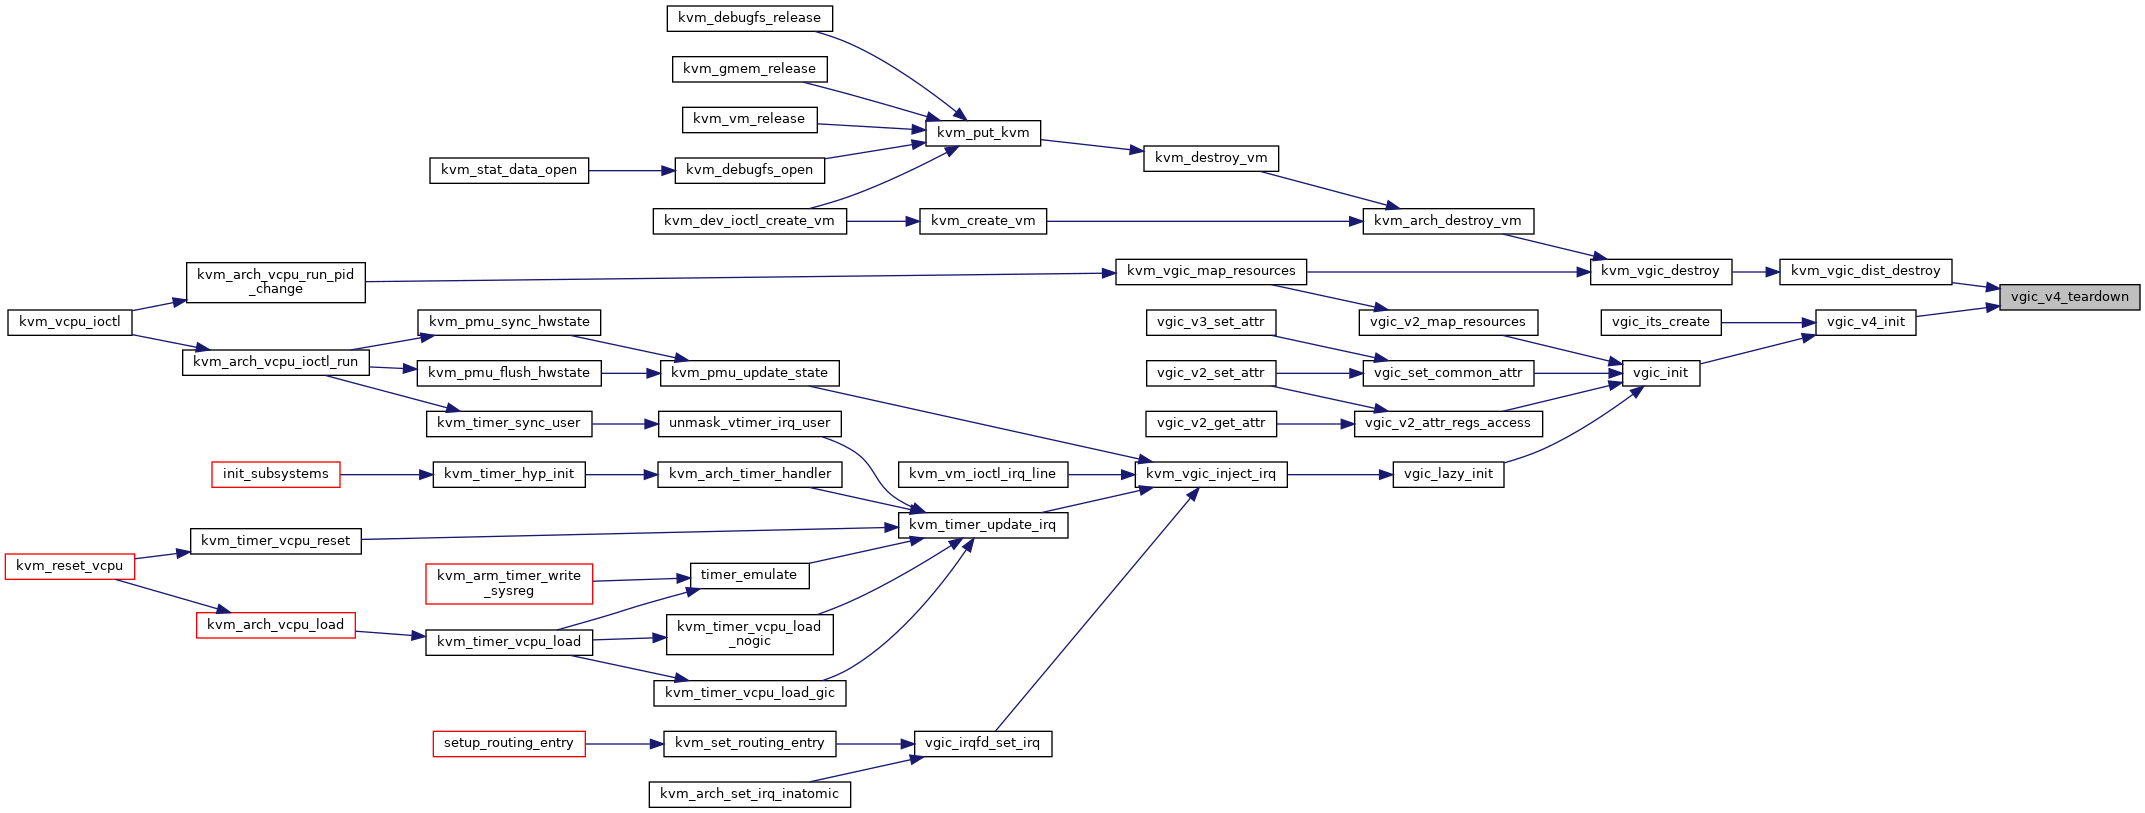 kvm_debugfs_release
kvm_gmem_release
kvm_vm_release
kvm_put_kvm
kvm_destroy_vm
kvm_stat_data_open
kvm_debugfs_open
kvm_dev_ioctl_create_vm
kvm_create_vm
kvm_arch_destroy_vm
kvm_arch_vcpu_run_pid
_change
kvm_vgic_map_resources
kvm_vgic_destroy
kvm_vgic_dist_destroy
vgic_v4_teardown
kvm_vcpu_ioctl
kvm_pmu_sync_hwstate
vgic_v3_set_attr
vgic_v2_map_resources
vgic_its_create
vgic_v4_init
kvm_arch_vcpu_ioctl_run
kvm_pmu_flush_hwstate
kvm_pmu_update_state
vgic_v2_set_attr
vgic_set_common_attr
vgic_init
kvm_timer_sync_user
unmask_vtimer_irq_user
vgic_v2_get_attr
vgic_v2_attr_regs_access
init_subsystems
kvm_timer_hyp_init
kvm_arch_timer_handler
kvm_vm_ioctl_irq_line
kvm_vgic_inject_irq
vgic_lazy_init
kvm_timer_vcpu_reset
kvm_timer_update_irq
kvm_reset_vcpu
kvm_arm_timer_write
_sysreg
timer_emulate
kvm_arch_vcpu_load
kvm_timer_vcpu_load
kvm_timer_vcpu_load
_nogic
kvm_timer_vcpu_load_gic
setup_routing_entry
kvm_set_routing_entry
vgic_irqfd_set_irq
kvm_arch_set_irq_inatomic